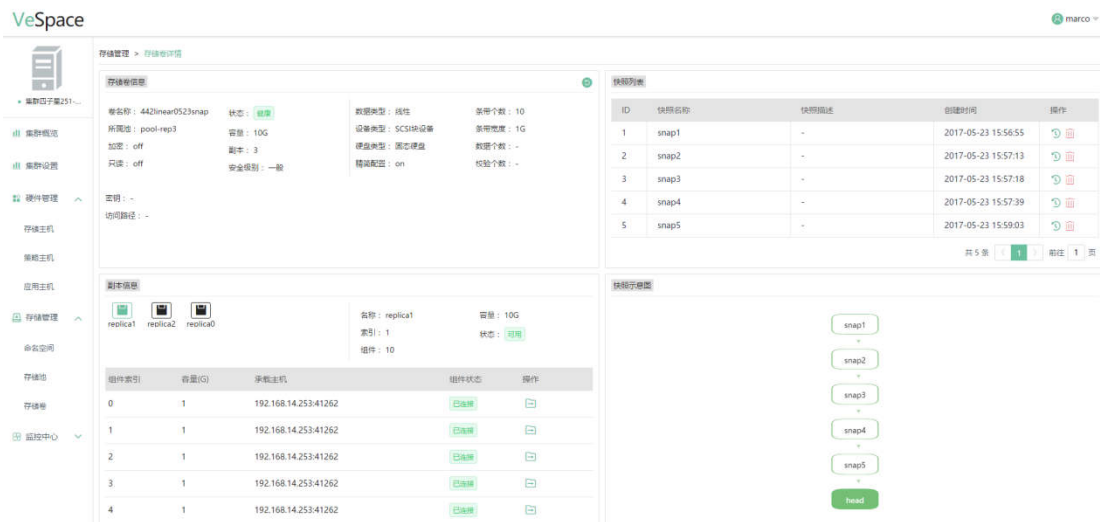 VeSpace
marco
存储管理 > 存储卷详情
集群四子星251-...
集群概览
集群设置
硬件管理
存储主机
策略主机
应用主机
存储管理
命名空间
存储池
存储卷
监控中心
存储卷信息
卷名称： 442linear0523snap
所属池： pool-rep3
加密： off
只读： off
状态： 健康
容量： 10G
副本： 3
安全级别： 一般
数据类型： 线性
设备类型： SCSI块设备
硬盘类型： 固态硬盘
精简配置： on
条带个数： 10
条带宽度： 1G
数据个数： -
校验个数： -
密钥： -
访问路径： -
快照列表
ID 快照名称 快照描述 创建时间 操作
1 snap1 - 2017-05-23 15:56:55
2 snap2 - 2017-05-23 15:57:13
3 snap3 - 2017-05-23 15:57:18
4 snap4 - 2017-05-23 15:57:39
5 snap5 - 2017-05-23 15:59:03
共 5 条 < 1 > 前往 1 页
副本信息
replica1 replica2 replica0
名称： replica1
索引： 1
组件： 10
容量： 10G
状态： 可用
组件索引 容量(G) 承载主机 组件状态 操作
0 1 192.168.14.253:41262 已连接
1 1 192.168.14.253:41262 已连接
2 1 192.168.14.253:41262 已连接
3 1 192.168.14.253:41262 已连接
4 1 192.168.14.253:41262 已连接
快照示意图
snap1
snap2
snap3
snap4
snap5
head